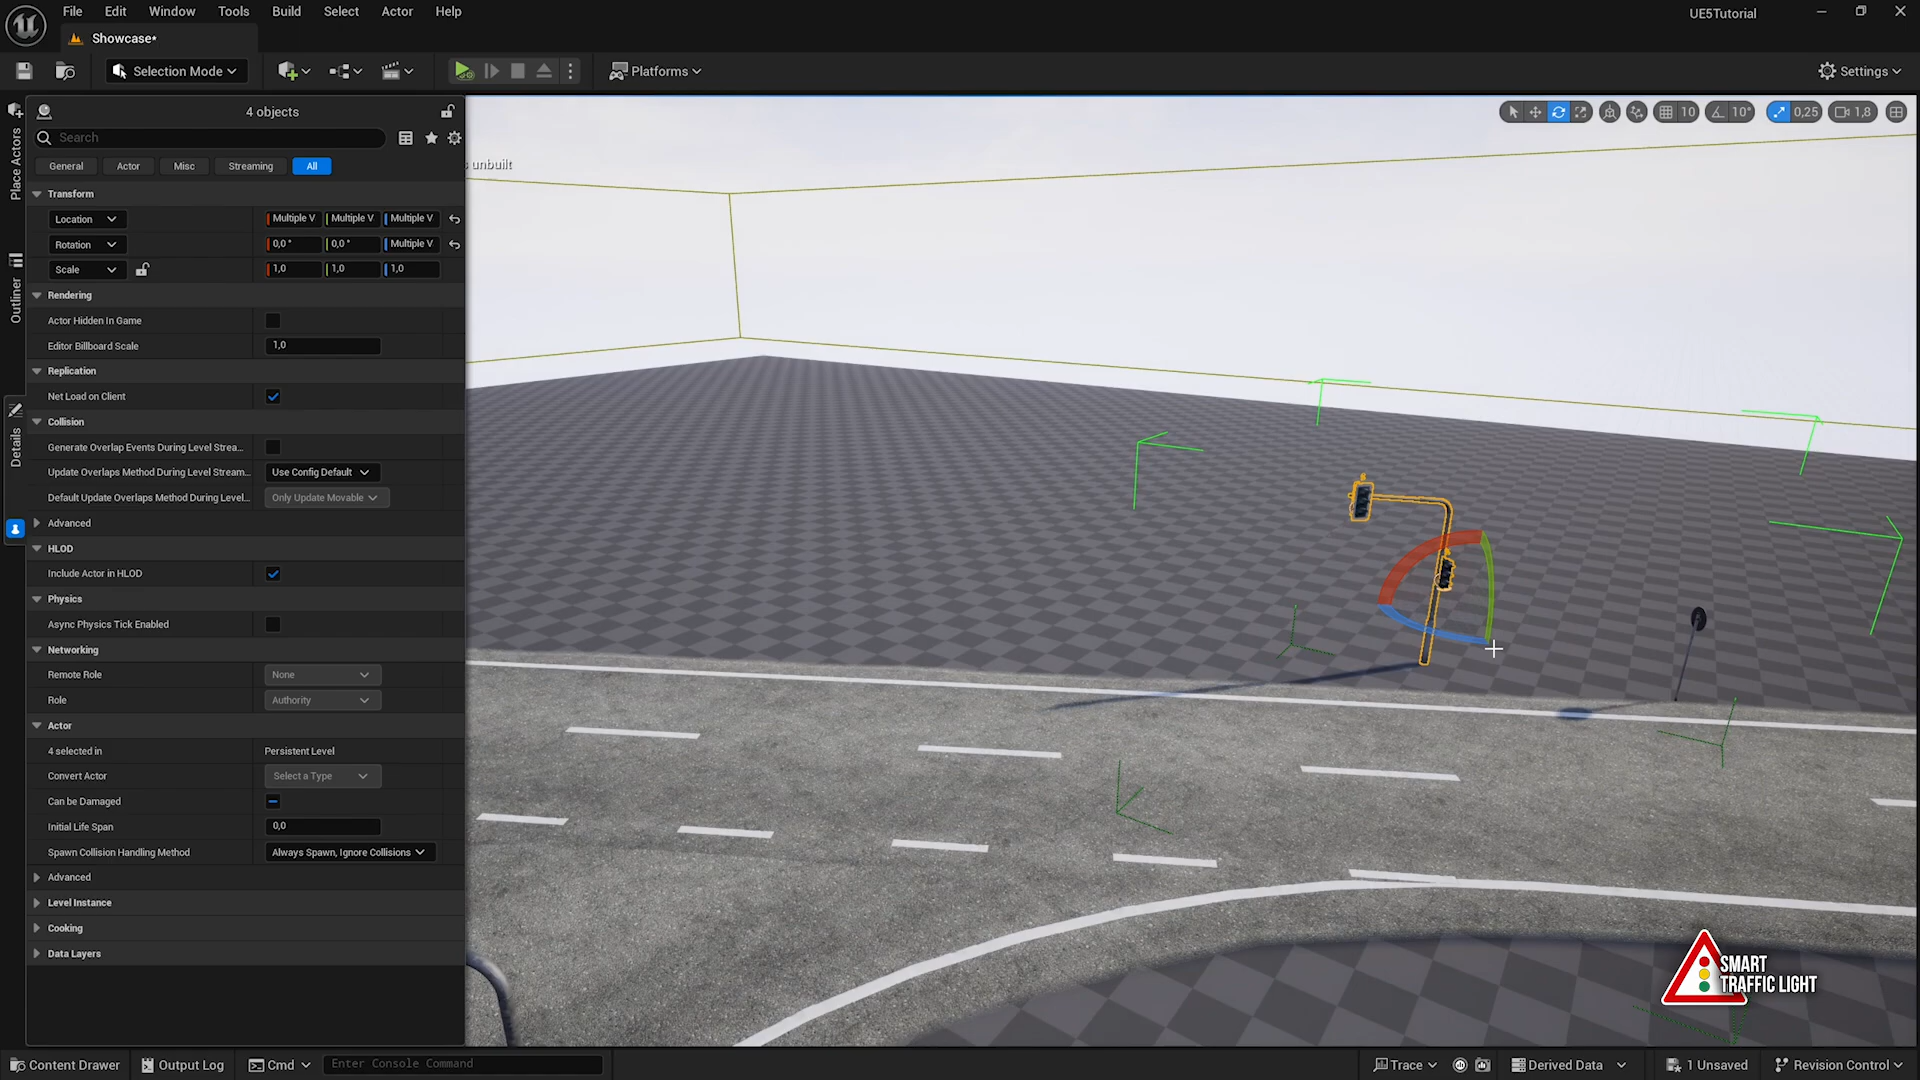 File Edit Window Tools Build Select Actor Help
UE5Tutorial
Showcase*
Selection Mode
Platforms
Settings
4 objects
Search
General Actor Misc Streaming All
Transform
Location Multiple V Multiple V Multiple V
Rotation 0,0 ° 0,0 ° Multiple V
Scale 1,0 1,0 1,0
Rendering
Actor Hidden In Game
Editor Billboard Scale 1,0
Replication
Net Load on Client
Collision
Generate Overlap Events During Level Strea...
Update Overlaps Method During Level Stream... Use Config Default
Default Update Overlaps Method During Level... Only Update Movable
Advanced
HLOD
Include Actor in HLOD
Physics
Async Physics Tick Enabled
Networking
Remote Role None
Role Authority
Actor
4 selected in Persistent Level
Convert Actor Select a Type
Can be Damaged
Initial Life Span 0,0
Spawn Collision Handling Method Always Spawn, Ignore Collisions
Advanced
Level Instance
Cooking
Data Layers
Place Actors
Outliner
Details
unbuilt
10 10° 0,25 1,8
SMART
TRAFFIC LIGHT
Content Drawer Output Log Cmd Enter Console Command
Trace Derived Data 1 Unsaved Revision Control